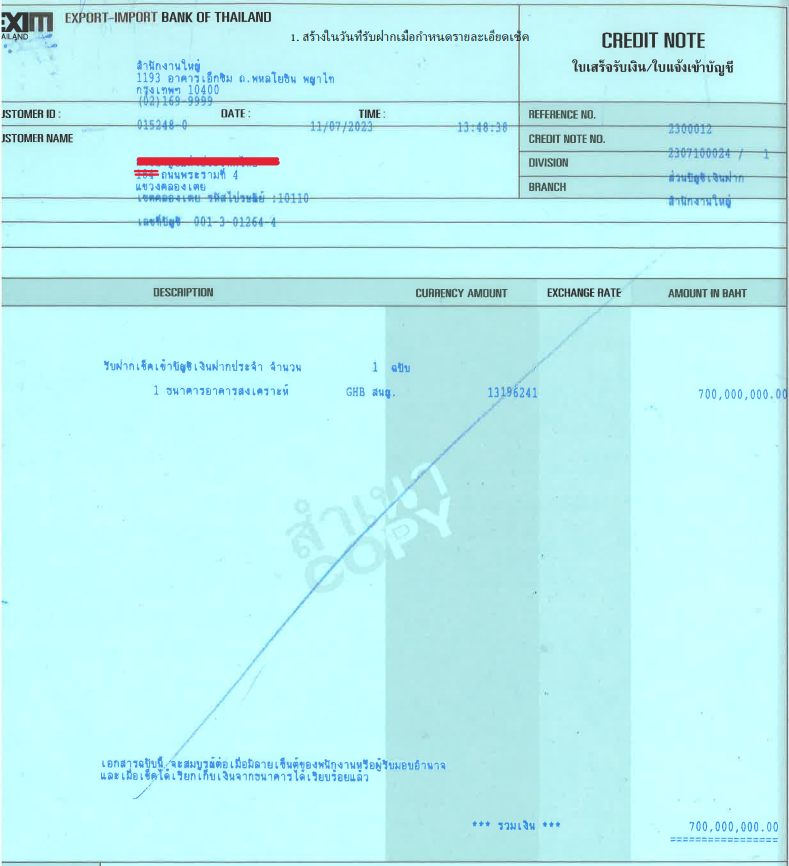 EXIM
THAILAND
EXPORT-IMPORT BANK OF THAILAND
1. สร้างในวันที่รับฝากเมื่อกำหนดรายละเอียดเช็ค
CREDIT NOTE
ใบเสร็จรับเงิน/ใบแจ้งเข้าบัญชี
สำนักงานใหญ่
1193 อาคารเอ็กซิม ถ.พหลโยธิน พญาไท
กรุงเทพฯ 10400
(02)169-9999
USTOMER ID : DATE : TIME :
015248-0 11/07/2023 13:48:38
USTOMER NAME
REFERENCE NO. 2300012
CREDIT NOTE NO. 2307100024 / 1
DIVISION ส่วนบัญชีเงินฝาก
BRANCH สำนักงานใหญ่
ถนนพระรามที่ 4
แขวงคลองเตย
เขตคลองเตย รหัสไปรษณีย์ :10110
เลขที่บัญชี 001-3-01264-4
DESCRIPTION CURRENCY AMOUNT EXCHANGE RATE AMOUNT IN BAHT
รับฝากเช็คเข้าบัญชีเงินฝากประจำ จำนวน 1 ฉบับ
1 ธนาคารอาคารสงเคราะห์ GHB สนญ. 13196241 700,000,000.00
สำเนา
COPY
เอกสารฉบับนี้ จะสมบูรณ์ต่อเมื่อมีลายเซ็นต์ของพนักงานหรือผู้รับมอบอำนาจ
และเมื่อเช็คได้เรียกเก็บเงินจากธนาคารได้เรียบร้อยแล้ว
*** รวมเงิน *** 700,000,000.00